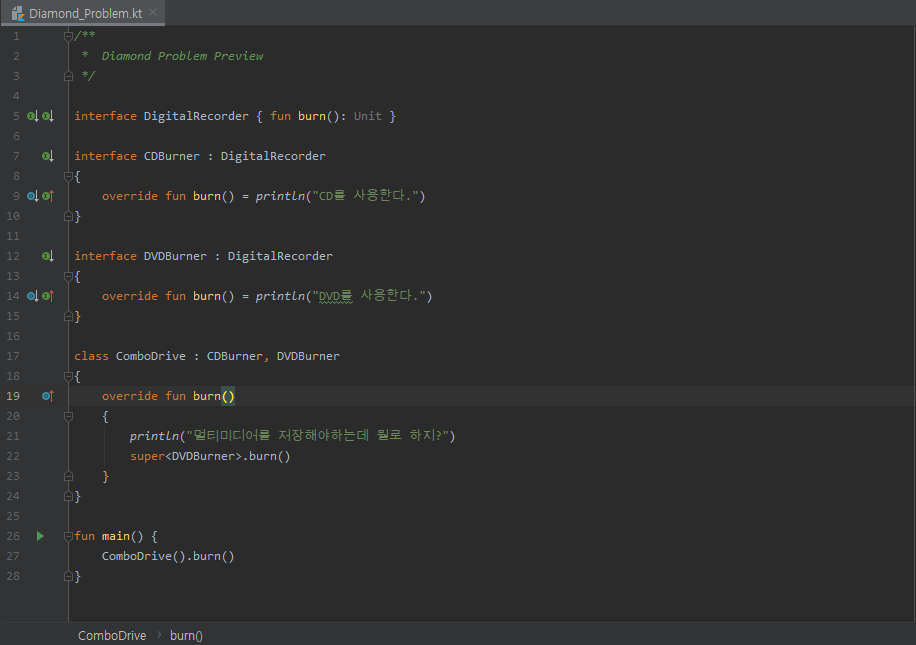 Diamond_Problem.kt
1 /**
2  *  Diamond Problem Preview
3  */
4
5 interface DigitalRecorder { fun burn(): Unit }
6
7 interface CDBurner : DigitalRecorder
8 {
9     override fun burn() = println("CD를 사용한다.")
10 }
11
12 interface DVDBurner : DigitalRecorder
13 {
14     override fun burn() = println("DVD를 사용한다.")
15 }
16
17 class ComboDrive : CDBurner, DVDBurner
18 {
19     override fun burn()
20     {
21         println("멀티미디어를 저장해야하는데 뭘로 하지?")
22         super<DVDBurner>.burn()
23     }
24 }
25
26 fun main() {
27     ComboDrive().burn()
28 }
ComboDrive › burn()